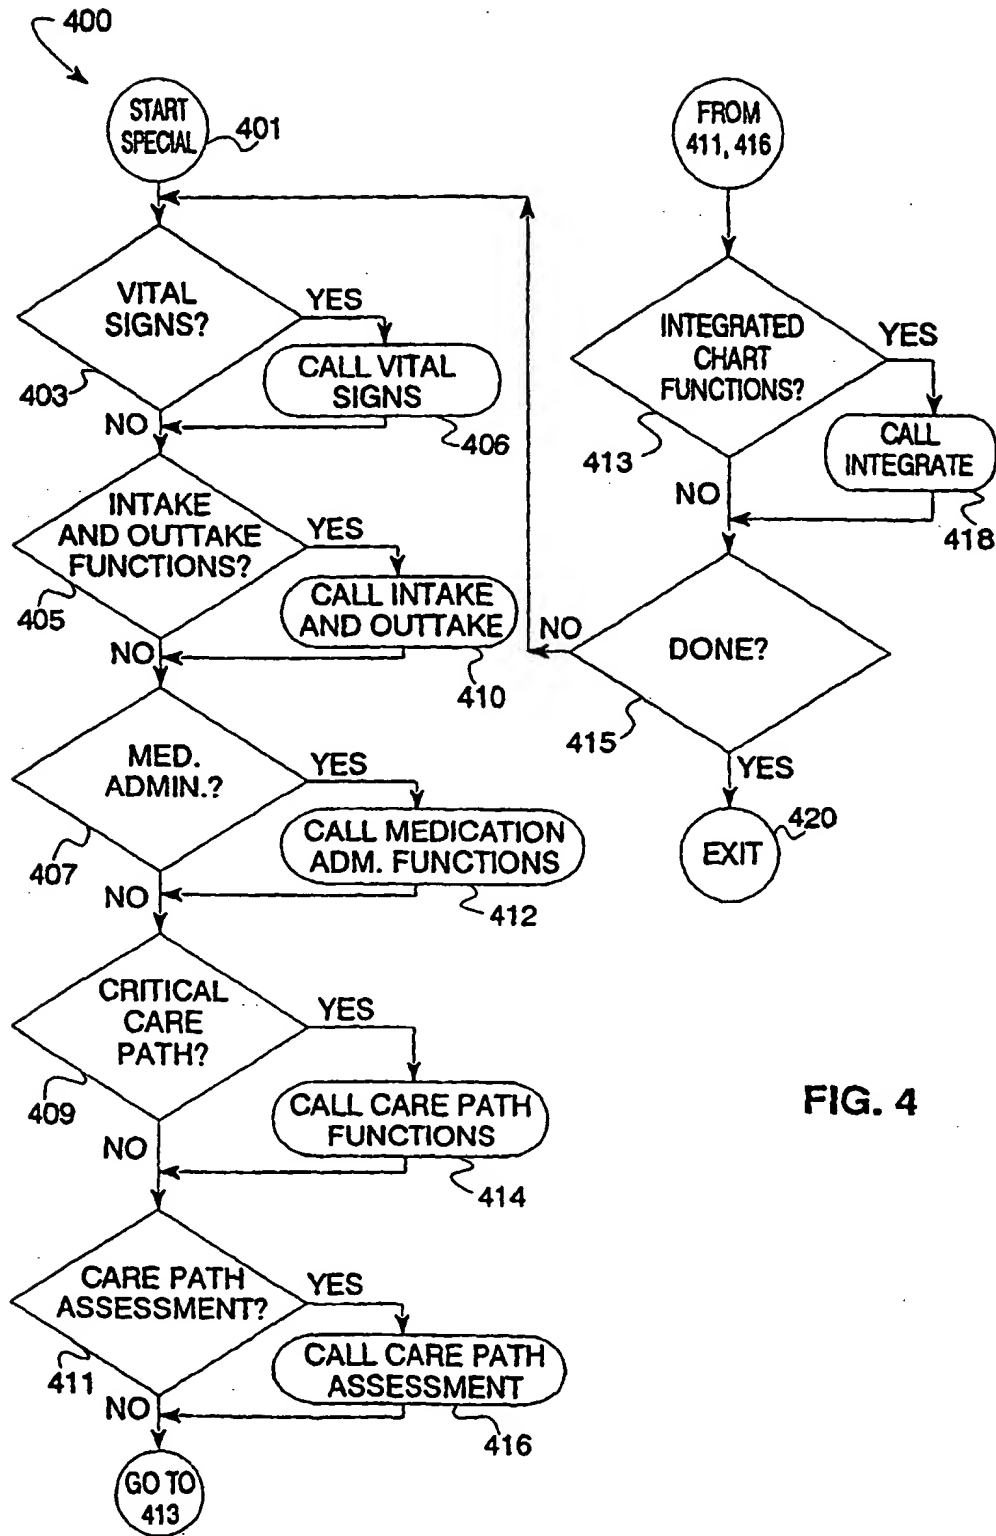 400
START
SPECIAL
401
VITAL
SIGNS?
403
YES
CALL VITAL
SIGNS
406
NO
INTAKE
AND OUTTAKE
FUNCTIONS?
405
YES
CALL INTAKE
AND OUTTAKE
410
NO
MED.
ADMIN.?
407
YES
CALL MEDICATION
ADM. FUNCTIONS
412
NO
CRITICAL
CARE
PATH?
409
YES
CALL CARE PATH
FUNCTIONS
414
NO
CARE PATH
ASSESSMENT?
411
YES
CALL CARE PATH
ASSESSMENT
416
NO
GO TO
413
FROM
411, 416
INTEGRATED
CHART
FUNCTIONS?
413
YES
CALL
INTEGRATE
418
NO
DONE?
415
NO
YES
EXIT
420
FIG. 4